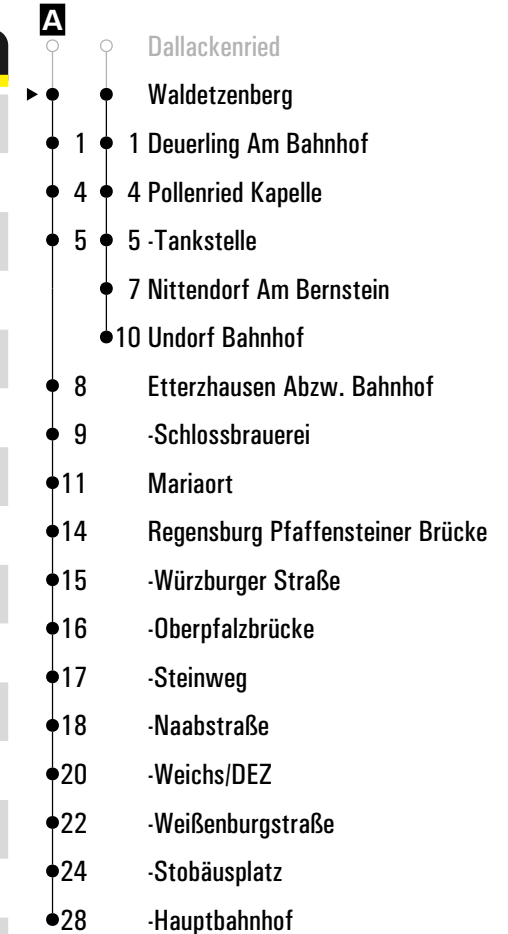 A
Dallackenried
Waldetzenberg
1 1 Deuerling Am Bahnhof
4 4 Pollenried Kapelle
5 5 -Tankstelle
7 Nittendorf Am Bernstein
10 Undorf Bahnhof
8 Etterzhausen Abzw. Bahnhof
9 -Schlossbrauerei
11 Mariaort
14 Regensburg Pfaffensteiner Brücke
15 -Würzburger Straße
16 -Oberpfalzbrücke
17 -Steinweg
18 -Naabstraße
20 -Weichs/DEZ
22 -Weißenburgstraße
24 -Stobäusplatz
28 -Hauptbahnhof